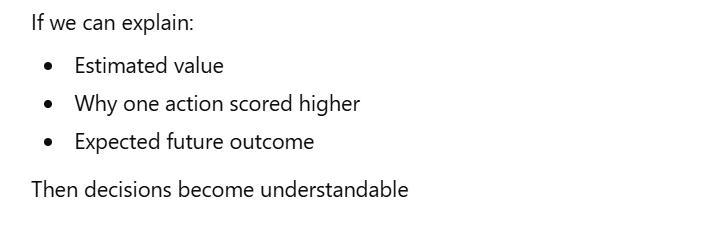 If we can explain:
• Estimated value
• Why one action scored higher
• Expected future outcome
Then decisions become understandable